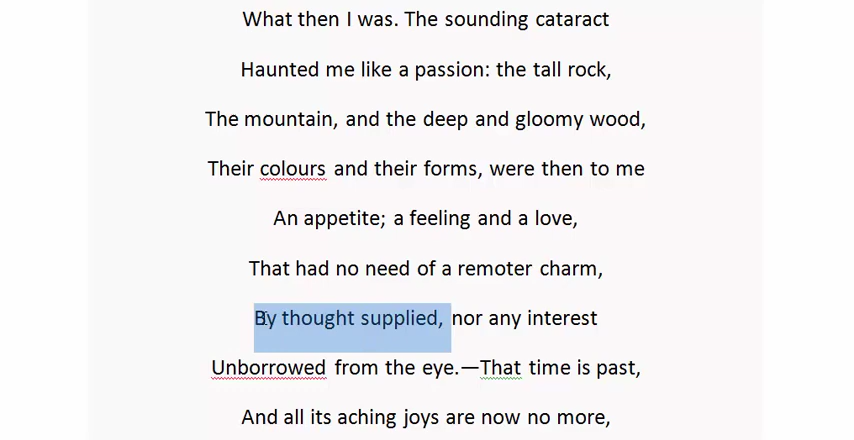 What then I was. The sounding cataract
Haunted me like a passion: the tall rock,
The mountain, and the deep and gloomy wood,
Their colours and their forms, were then to me
An appetite; a feeling and a love,
That had no need of a remoter charm,
By thought supplied, nor any interest
Unborrowed from the eye.—That time is past,
And all its aching joys are now no more,